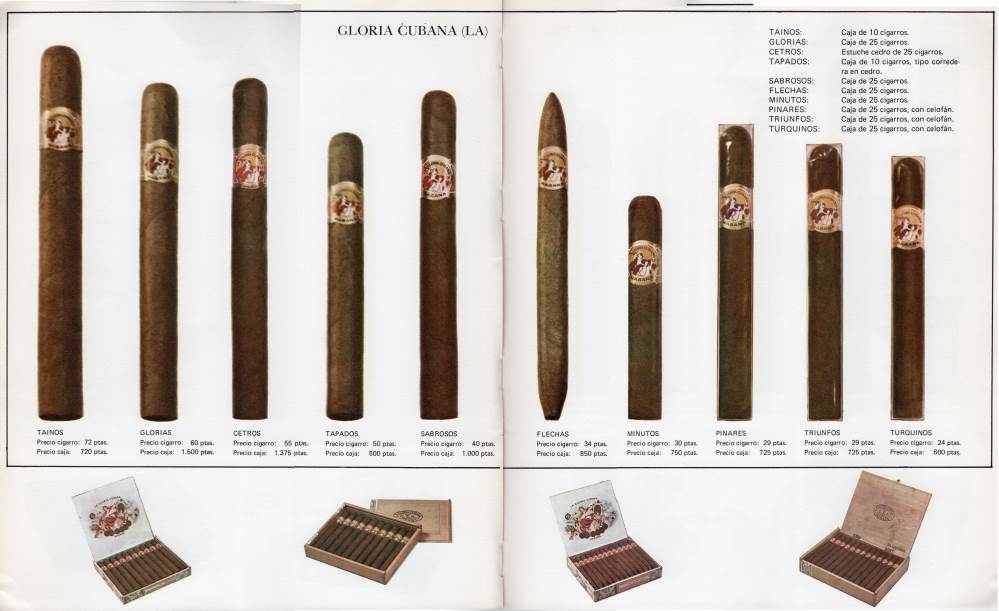 GLORIA CUBANA (LA)
TAINOS: Caja de 10 cigarros.
GLORIAS: Caja de 25 cigarros.
CETROS: Estuche cedro de 25 cigarros.
TAPADOS: Caja de 10 cigarros, tipo correde-
ra en cedro.
SABROSOS: Caja de 25 cigarros.
FLECHAS: Caja de 25 cigarros.
MINUTOS: Caja de 25 cigarros.
PINARES: Caja de 25 cigarros, con celofán.
TRIUNFOS: Caja de 25 cigarros, con celofán.
TURQUINOS: Caja de 25 cigarros, con celofán.
TAINOS
Precio cigarro: 72 ptas.
Precio caja: 720 ptas.
GLORIAS
Precio cigarro: 60 ptas.
Precio caja: 1.500 ptas.
CETROS
Precio cigarro: 55 ptas.
Precio caja: 1.375 ptas.
TAPADOS
Precio cigarro: 50 ptas.
Precio caja: 500 ptas.
SABROSOS
Precio cigarro: 40 ptas.
Precio caja: 1.000 ptas.
FLECHAS
Precio cigarro: 34 ptas.
Precio caja: 850 ptas.
MINUTOS
Precio cigarro: 30 ptas.
Precio caja: 750 ptas.
PINARES
Precio cigarro: 29 ptas.
Precio caja: 725 ptas.
TRIUNFOS
Precio cigarro: 29 ptas.
Precio caja: 725 ptas.
TURQUINOS
Precio cigarro: 24 ptas.
Precio caja: 600 ptas.